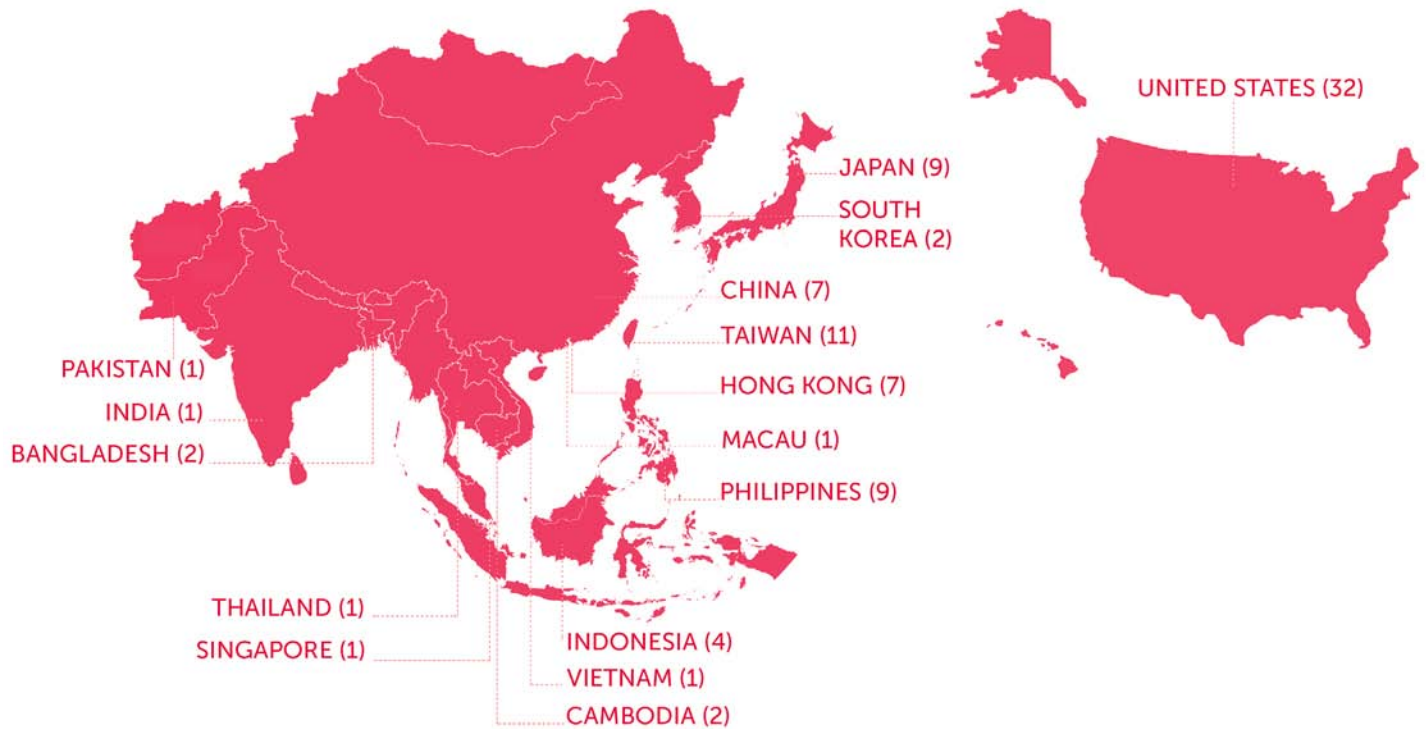 UNITED STATES (32)
JAPAN (9)
SOUTH
KOREA (2)
CHINA (7)
TAIWAN (11)
PAKISTAN (1)
HONG KONG (7)
INDIA (1)
MACAU (1)
BANGLADESH (2)
PHILIPPINES (9)
THAILAND (1)
INDONESIA (4)
SINGAPORE (1)
VIETNAM (1)
CAMBODIA (2)